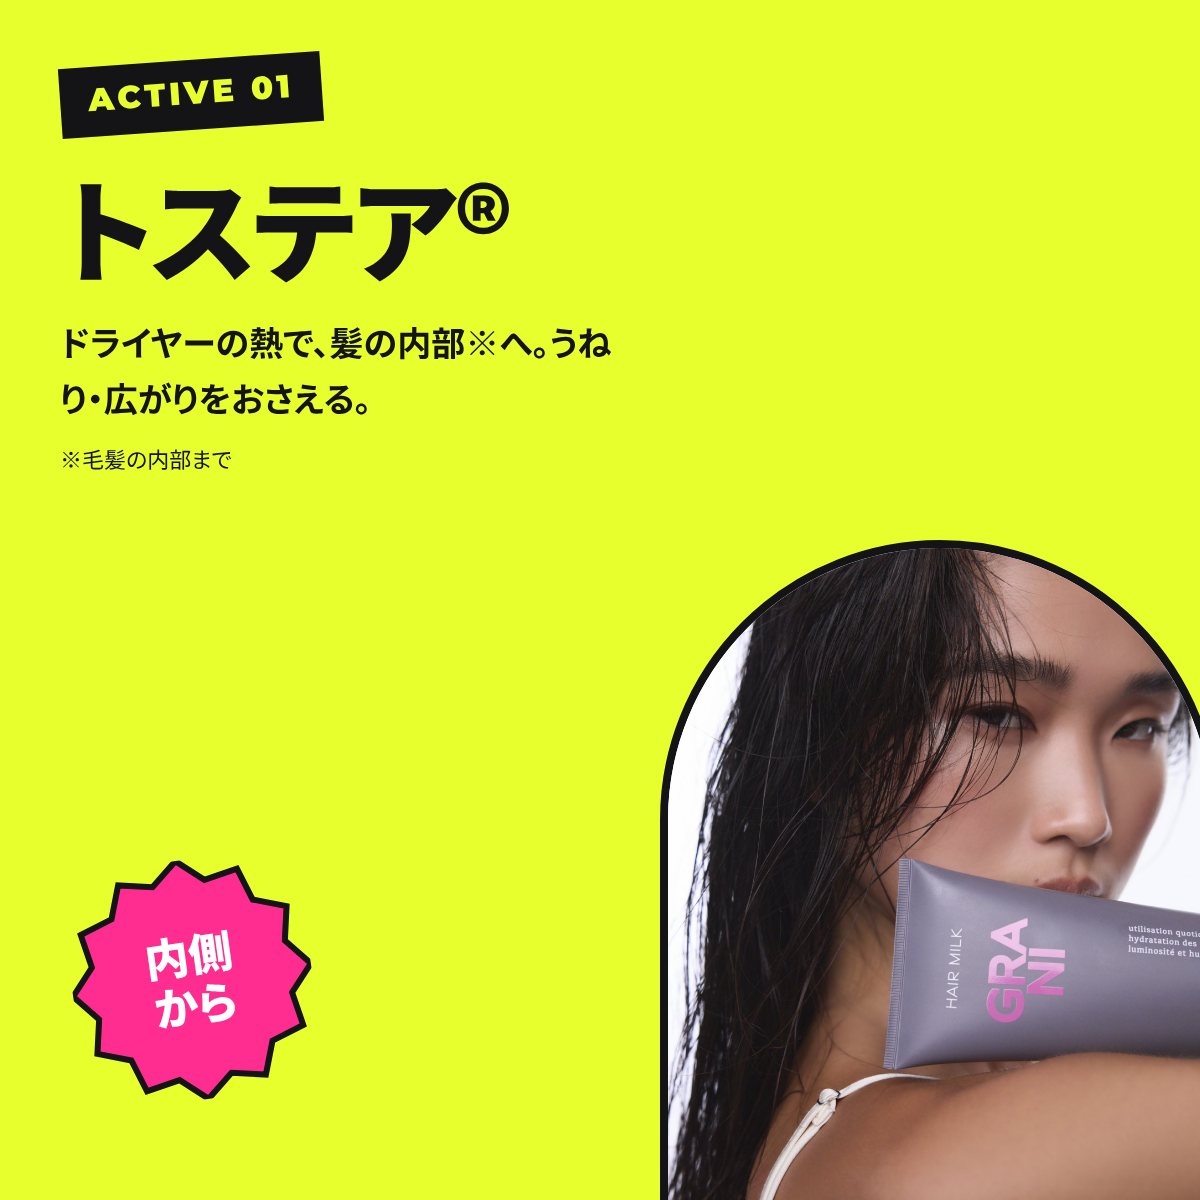 ACTIVE 01
トステア®
ドライヤーの熱で、髪の内部※へ。うね
り・広がりをおさえる。
※毛髪の内部まで
内側
から
HAIR MILK
GRA
NI
utilisation
hydratation des
luminosité et